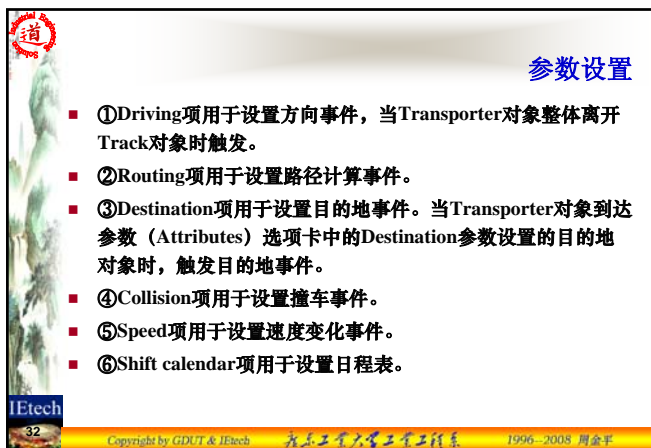 Industrial Engineering
道
Solution
参数设置
①Driving项用于设置方向事件，当Transporter对象整体离开
Track对象时触发。
②Routing项用于设置路径计算事件。
③Destination项用于设置目的地事件。当Transporter对象到达
参数（Attributes）选项卡中的Destination参数设置的目的地
对象时，触发目的地事件。
④Collision项用于设置撞车事件。
⑤Speed项用于设置速度变化事件。
⑥Shift calendar项用于设置日程表。
IEtech
32
Copyright by GDUT & IEtech 广东工业大学工业工程系 1996--2008 周金平